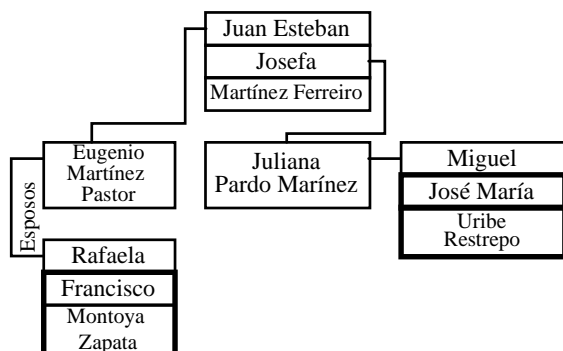 Juan Esteban
Josefa
Martínez Ferreiro
Eugenio
Martínez
Pastor
Juliana
Pardo Marínez
Miguel
José María
Uribe
Restrepo
Esposos
Rafaela
Francisco
Montoya
Zapata